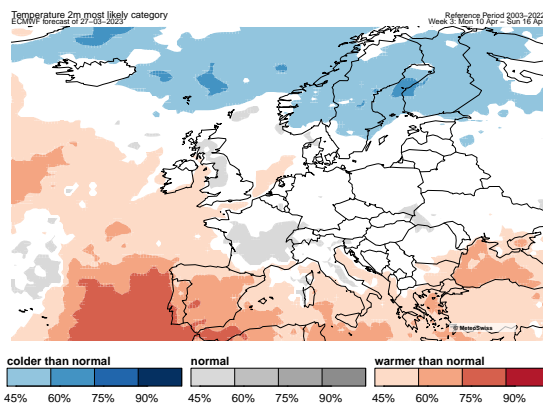 Temperature 2m most likely category
Reference Period 2003–2022
ECMWF forecast of 27-03-2023
Week 3: Mon 10 Apr – Sun 16 Apr
© MeteoSwiss
colder than normal
normal
warmer than normal
45% 60% 75% 90%
45% 60% 75% 90%
45% 60% 75% 90%